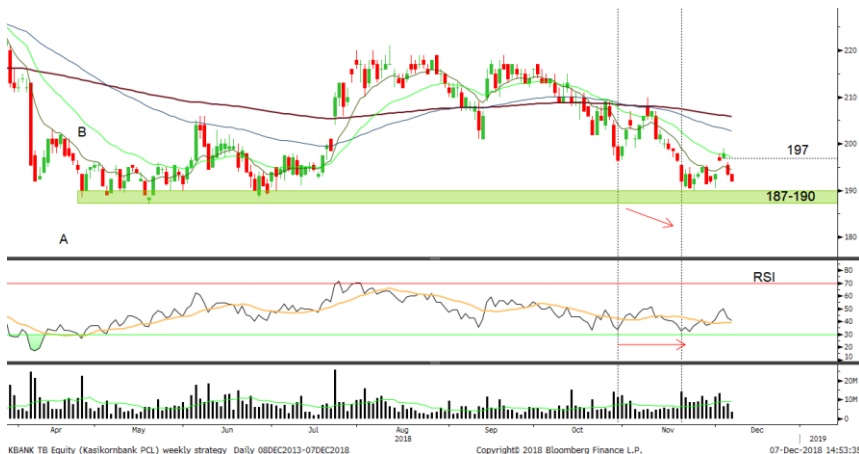 220
210
B
200
197
190
187-190
A
180
RSI
80
70
60
50
40
30
20
10
20M
10M
0
Apr May Jun Jul Aug Sep Oct Nov Dec
2018 2019
KBANK TB Equity (Kasikornbank PCL) weekly strategy Daily 08DEC2013-07DEC2018 Copyright© 2018 Bloomberg Finance L.P. 07-Dec-2018 14:53:35